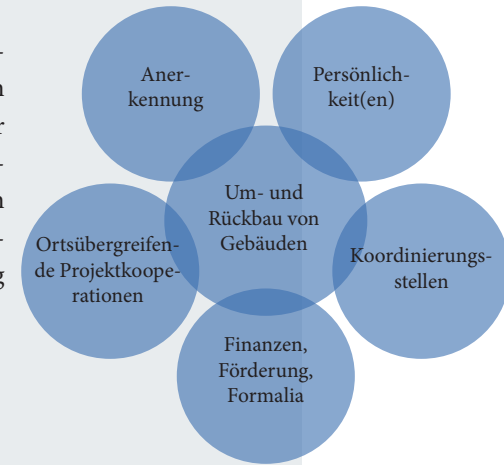 Aner-
kennung
Persönlich-
keit(en)
Um- und
Rückbau von
Gebäuden
Ortsübergreifen-
de Projektkoope-
rationen
Koordinierungs-
stellen
Finanzen,
Förderung,
Formalia